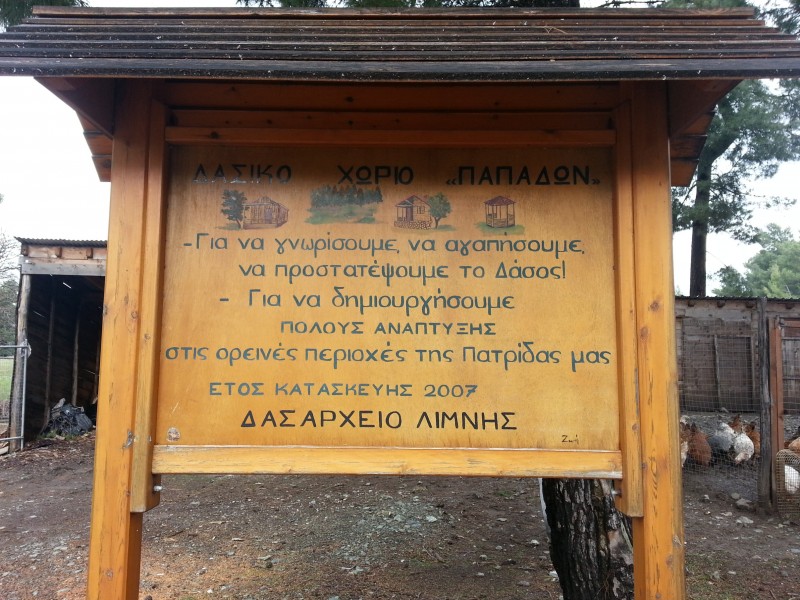 ΔΑΣΙΚΟ ΧΩΡΙΟ «ΠΑΠΑΔΩΝ»
-Για να γνωρίσουμε, να αγαπήσουμε,
να προστατέψουμε το Δάσος!
- Για να δημιουργήσουμε
ΠΟΛΟΥΣ ΑΝΑΠΤΥΞΗΣ
στις ορεινές περιοχές της Πατρίδας μας
ΕΤΟΣ ΚΑΤΑΣΚΕΥΗΣ 2007
ΔΑΣΑΡΧΕΙΟ ΛΙΜΝΗΣ
Ζωή